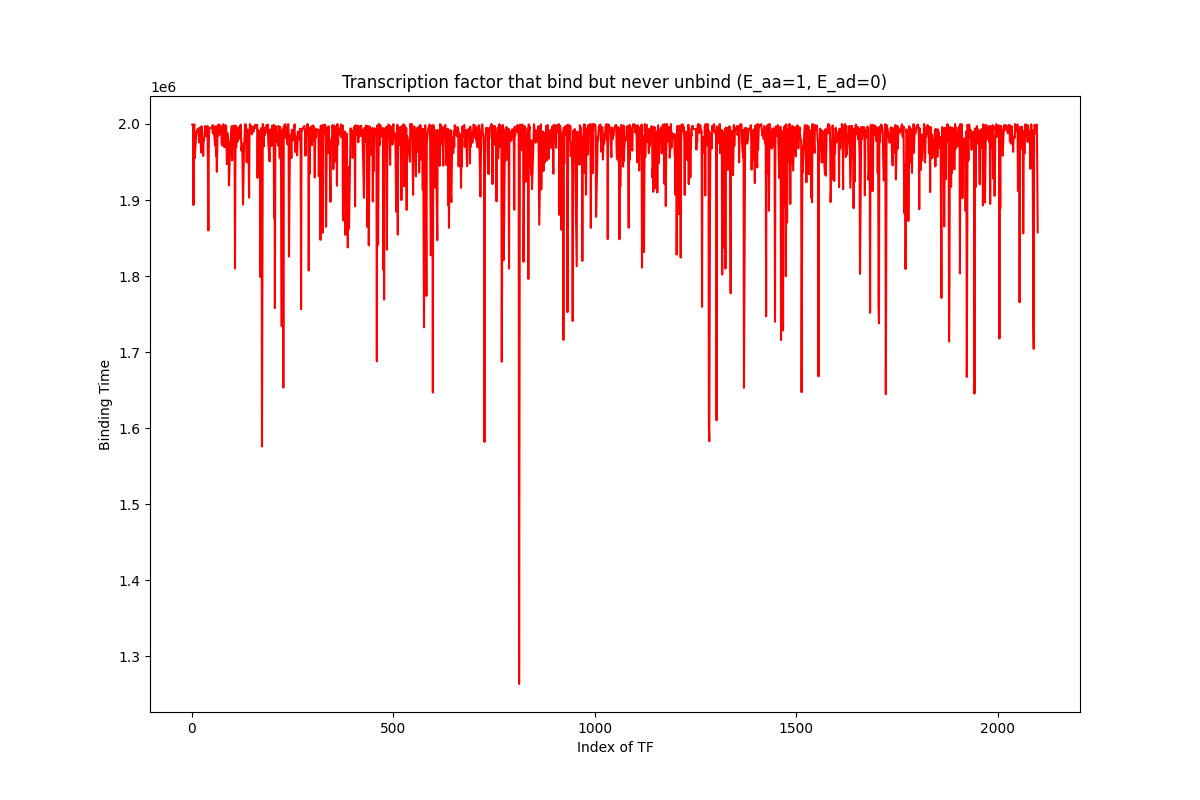 Transcription factor that bind but never unbind (E_aa=1, E_ad=0)
1e6
2.0
1.9
1.8
1.7
1.6
1.5
1.4
1.3
Binding Time
0 500 1000 1500 2000
Index of TF